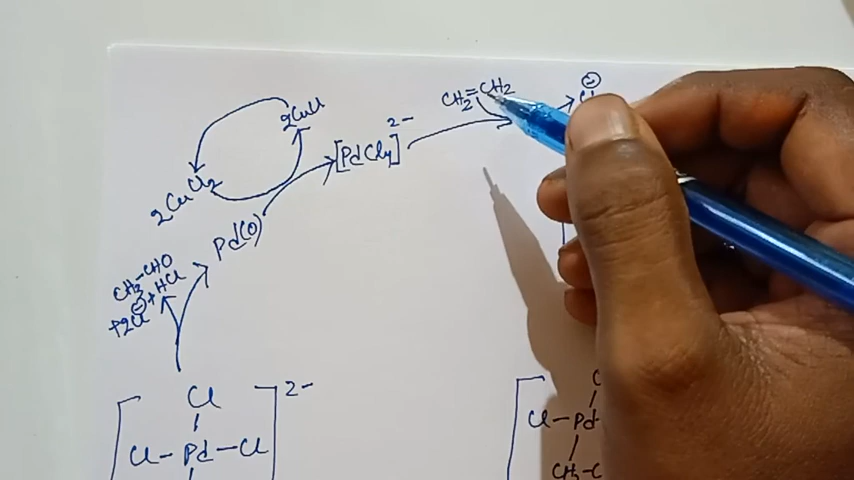 CH2=CH2
2CuCl
2-
[PdCl4]
2CuCl2
Pd(0)
CH3-CHO
+2Cl⊖+HCl
2-
Cl
Cl-Pd-Cl
Cl-Pd-